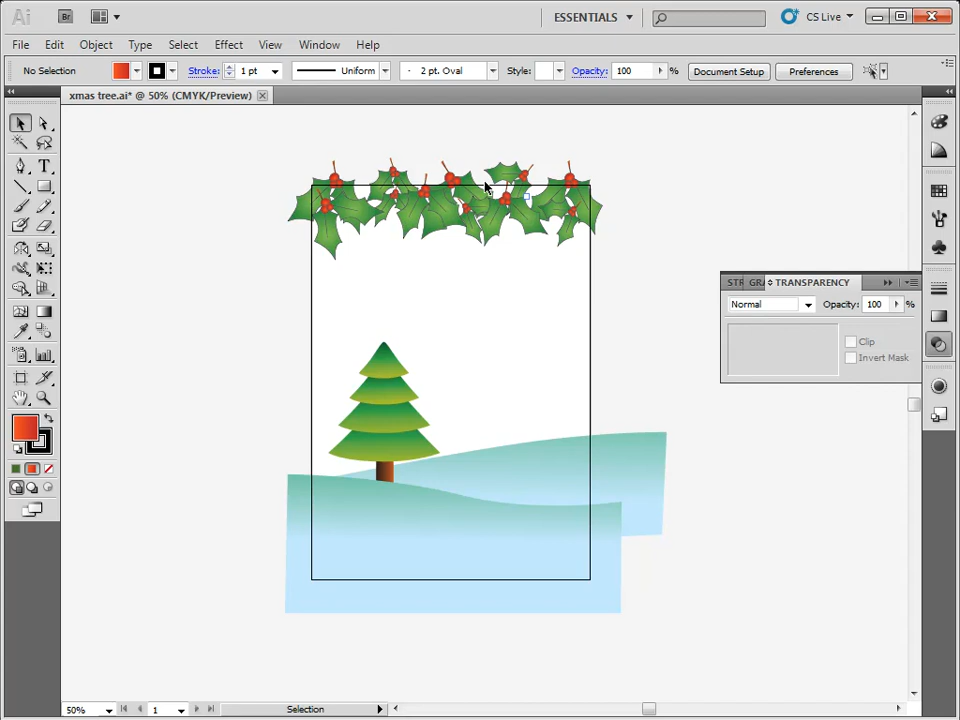 Ai Br ESSENTIALS CS Live
File Edit Object Type Select Effect View Window Help
No Selection Stroke: 1 pt Uniform 2 pt. Oval Style: Opacity: 100 % Document Setup Preferences
xmas tree.ai* @ 50% (CMYK/Preview)
STR GRA TRANSPARENCY
Normal Opacity: 100 %
Clip
Invert Mask
50% 1 Selection